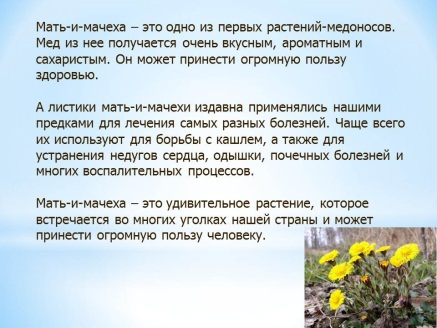 Мать-и-мачеха – это одно из первых растений-медоносов.
Мед из нее получается очень вкусным, ароматным и
сахаристым. Он может принести огромную пользу
здоровью.
А листики мать-и-мачехи издавна применялись нашими
предками для лечения самых разных болезней. Чаще всего
их используют для борьбы с кашлем, а также для
устранения недугов сердца, одышки, почечных болезней и
многих воспалительных процессов.
Мать-и-мачеха – это удивительное растение, которое
встречается во многих уголках нашей страны и может
принести огромную пользу человеку.